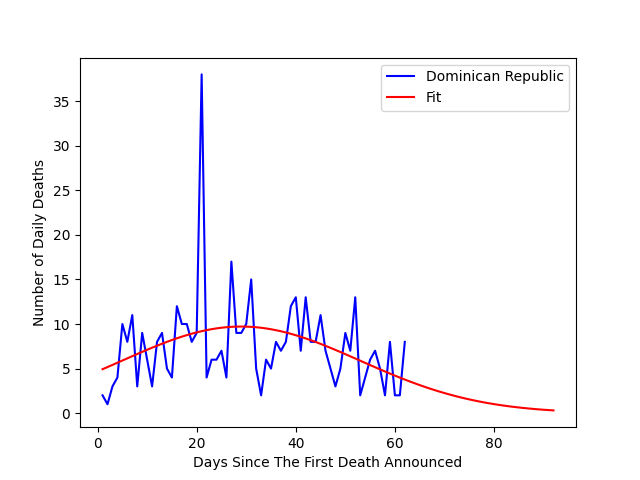 Dominican Republic
Fit
35
30
25
20
15
10
5
0
Number of Daily Deaths
0 20 40 60 80
Days Since The First Death Announced